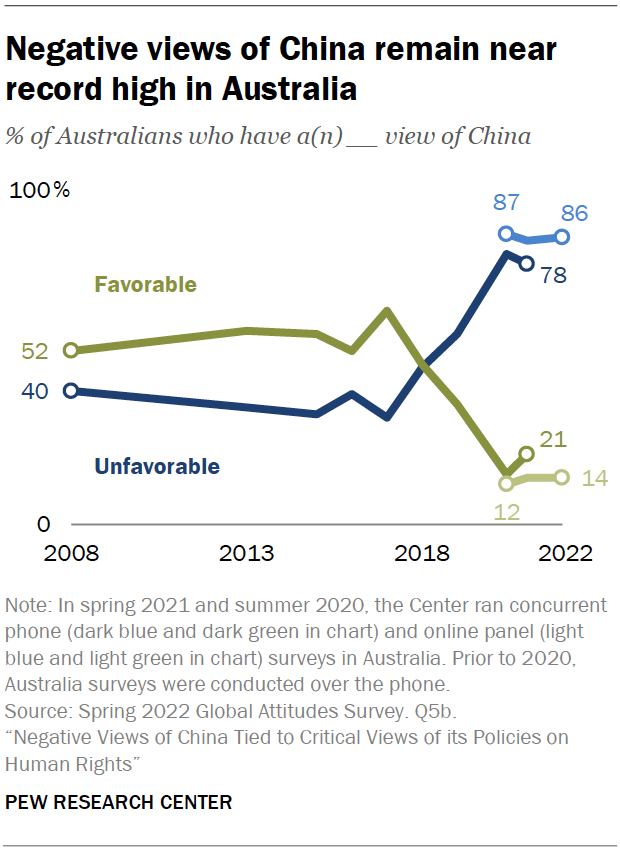 Negative views of China remain near
record high in Australia
% of Australians who have a(n) __ view of China
100%
87
86
Favorable
78
52
40
21
Unfavorable
14
12
0
2008 2013 2018 2022
Note: In spring 2021 and summer 2020, the Center ran concurrent
phone (dark blue and dark green in chart) and online panel (light
blue and light green in chart) surveys in Australia. Prior to 2020,
Australia surveys were conducted over the phone.
Source: Spring 2022 Global Attitudes Survey. Q5b.
“Negative Views of China Tied to Critical Views of its Policies on
Human Rights”
PEW RESEARCH CENTER